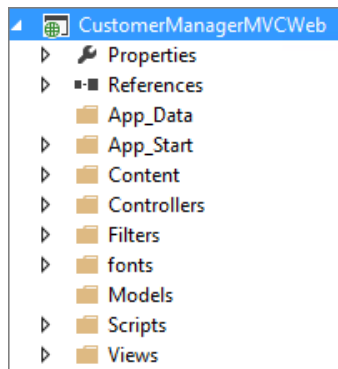 CustomerManagerMVCWeb
Properties
References
App_Data
App_Start
Content
Controllers
Filters
fonts
Models
Scripts
Views